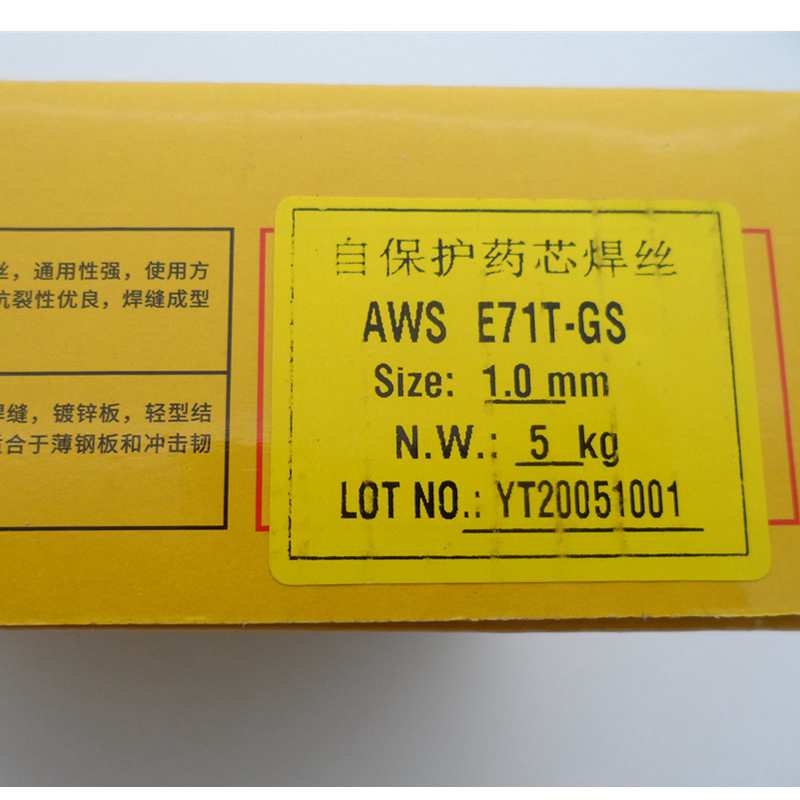 丝，通用性强，使用方
抗裂性优良，焊缝成型
焊缝，镀锌板，轻型结
适合于薄钢板和冲击韧
自保护药芯焊丝
AWS E71T-GS
Size: 1.0 mm
N.W.: 5 kg
LOT NO.: YT20051001